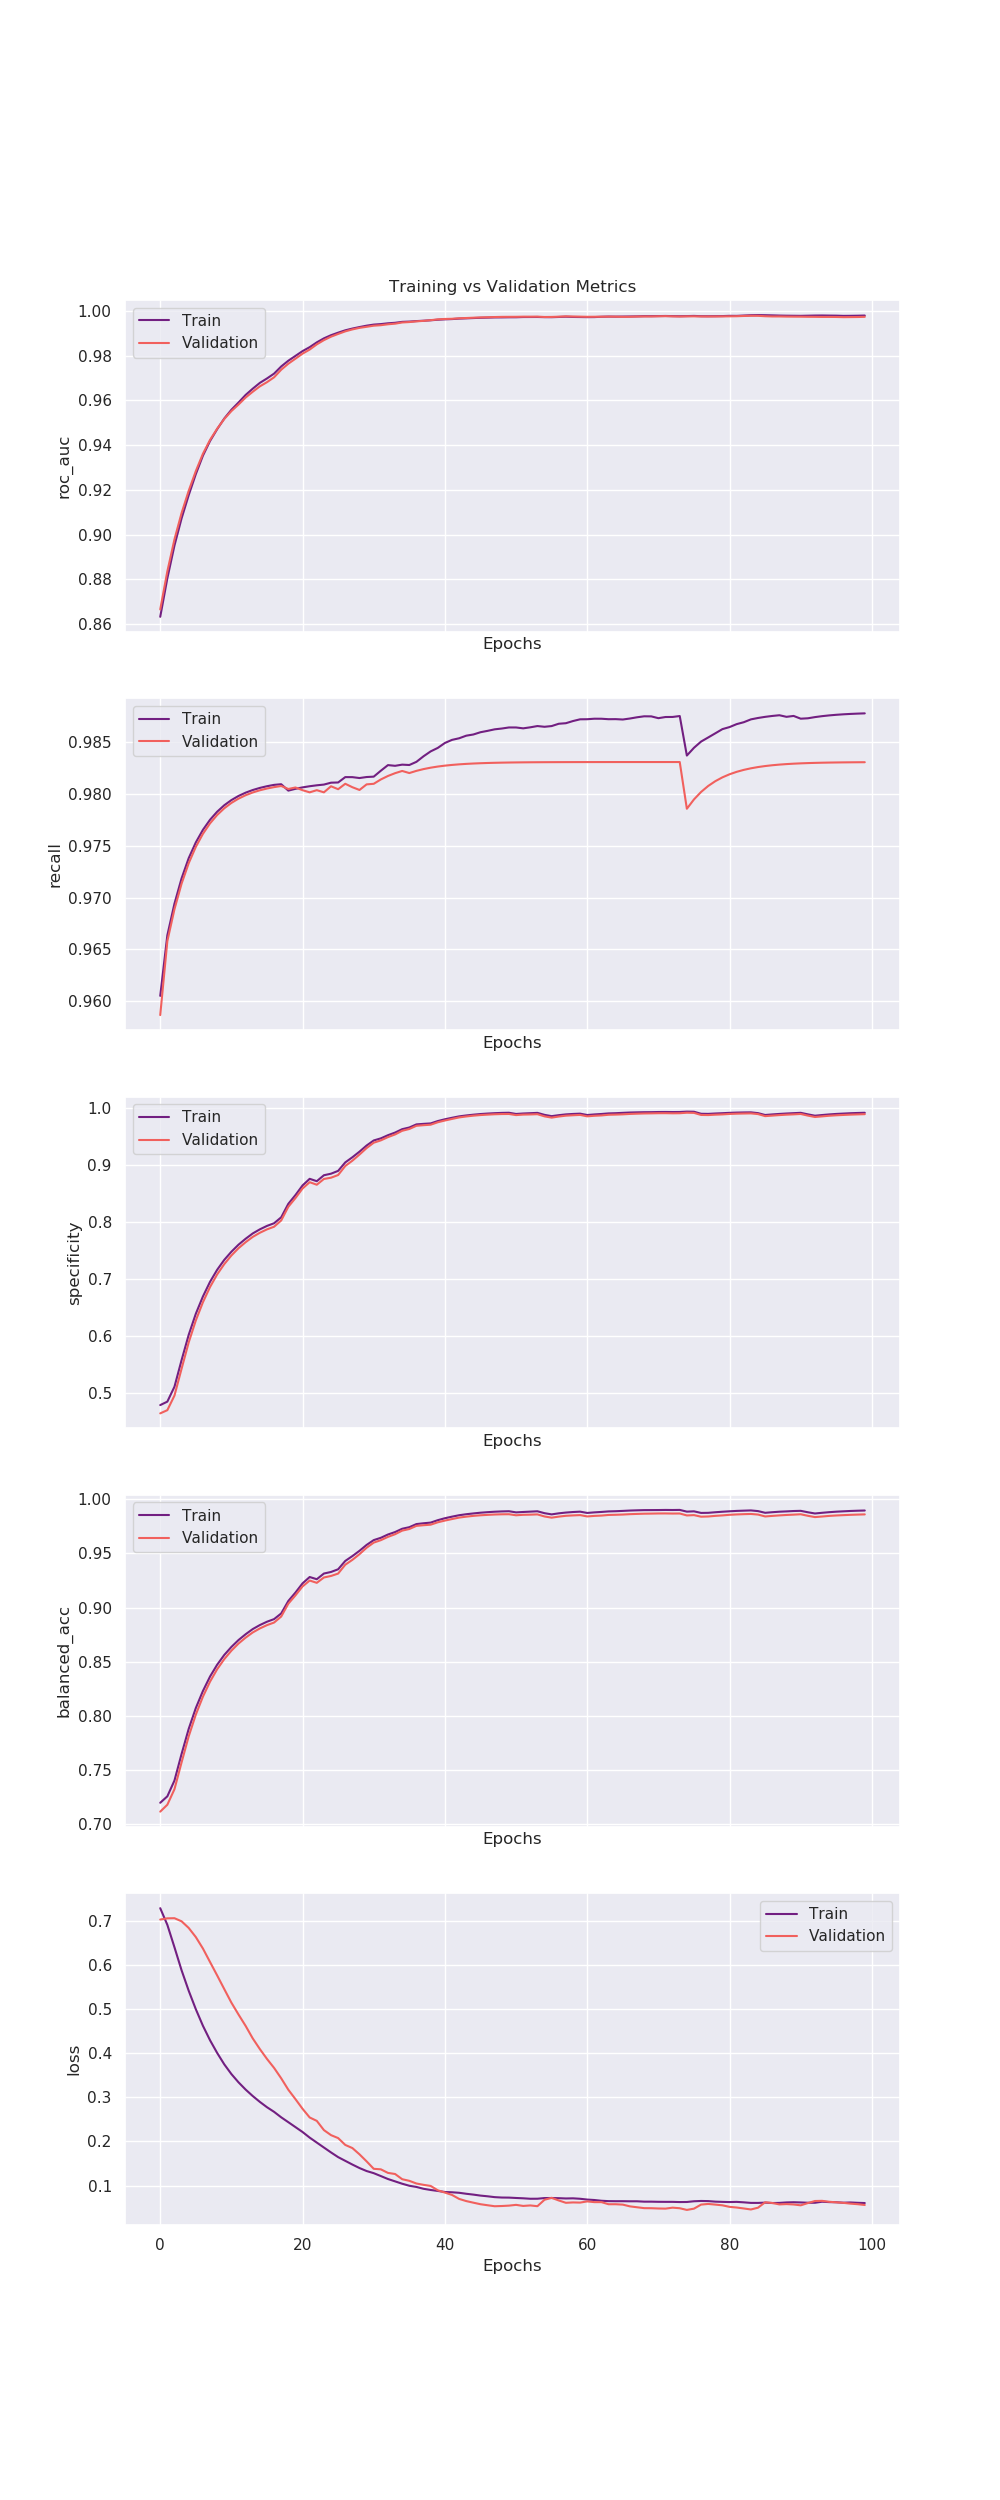 Training vs Validation Metrics
1.00
0.98
0.96
0.94
0.92
0.90
0.88
0.86
roc_auc
Train
Validation
Epochs
0.985
0.980
0.975
0.970
0.965
0.960
recall
Train
Validation
Epochs
1.0
0.9
0.8
0.7
0.6
0.5
specificity
Train
Validation
Epochs
1.00
0.95
0.90
0.85
0.80
0.75
0.70
balanced_acc
Train
Validation
Epochs
0.7
0.6
0.5
0.4
0.3
0.2
0.1
loss
Train
Validation
0 20 40 60 80 100
Epochs